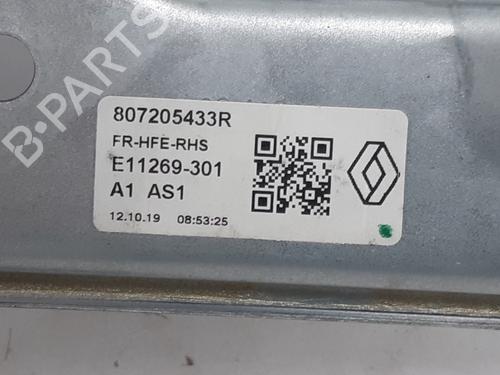 B-PARTS
807205433R
FR-HFE-RHS
E11269-301
A1 AS1
12.10.19 08:53:25